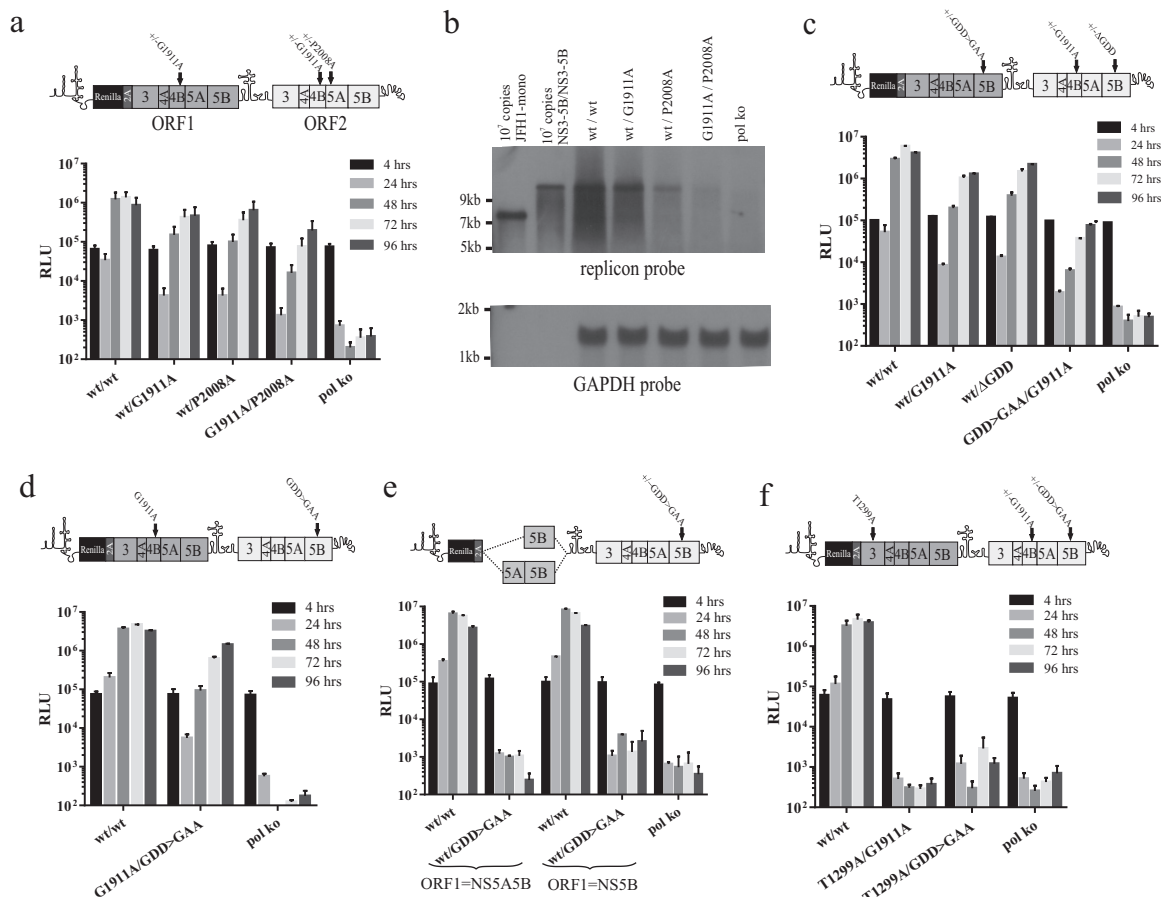 a
+/-G1911A
+/-G1911A
+/-P2008A
Renilla 2A 3 4A 4B 5A 5B
3 4A 4B 5A 5B
ORF1
ORF2
RLU
10^7
10^6
10^5
10^4
10^3
10^2
4 hrs
24 hrs
48 hrs
72 hrs
96 hrs
wt/wt
wt/G1911A
wt/P2008A
G1911A/P2008A
pol ko
b
10^7 copies
JFH1-mono
10^7 copies
NS3-5B/NS3-5B
wt / wt
wt / G1911A
wt / P2008A
G1911A / P2008A
pol ko
9kb
7kb
5kb
replicon probe
2kb
1kb
GAPDH probe
c
+/-GDD>GAA
+/-G1911A
+/-ΔGDD
Renilla 2A 3 4A 4B 5A 5B
3 4A 4B 5A 5B
RLU
10^7
10^6
10^5
10^4
10^3
10^2
4 hrs
24 hrs
48 hrs
72 hrs
96 hrs
wt/wt
wt/G1911A
wt/ΔGDD
GDD>GAA/G1911A
pol ko
d
G1911A
GDD>GAA
Renilla 2A 3 4A 4B 5A 5B
3 4A 4B 5A 5B
RLU
10^7
10^6
10^5
10^4
10^3
10^2
4 hrs
24 hrs
48 hrs
72 hrs
96 hrs
wt/wt
G1911A/GDD>GAA
pol ko
e
+/-GDD>GAA
5B
Renilla 2A
5A 5B
3 4A 4B 5A 5B
RLU
10^7
10^6
10^5
10^4
10^3
10^2
4 hrs
24 hrs
48 hrs
72 hrs
96 hrs
wt/wt
wt/GDD>GAA
wt/wt
wt/GDD>GAA
pol ko
ORF1=NS5A5B
ORF1=NS5B
f
T1299A
+/-G1911A
+/-GDD>GAA
Renilla 2A 3 4A 4B 5A 5B
3 4A 4B 5A 5B
RLU
10^7
10^6
10^5
10^4
10^3
10^2
4 hrs
24 hrs
48 hrs
72 hrs
96 hrs
wt/wt
T1299A/G1911A
T1299A/GDD>GAA
pol ko